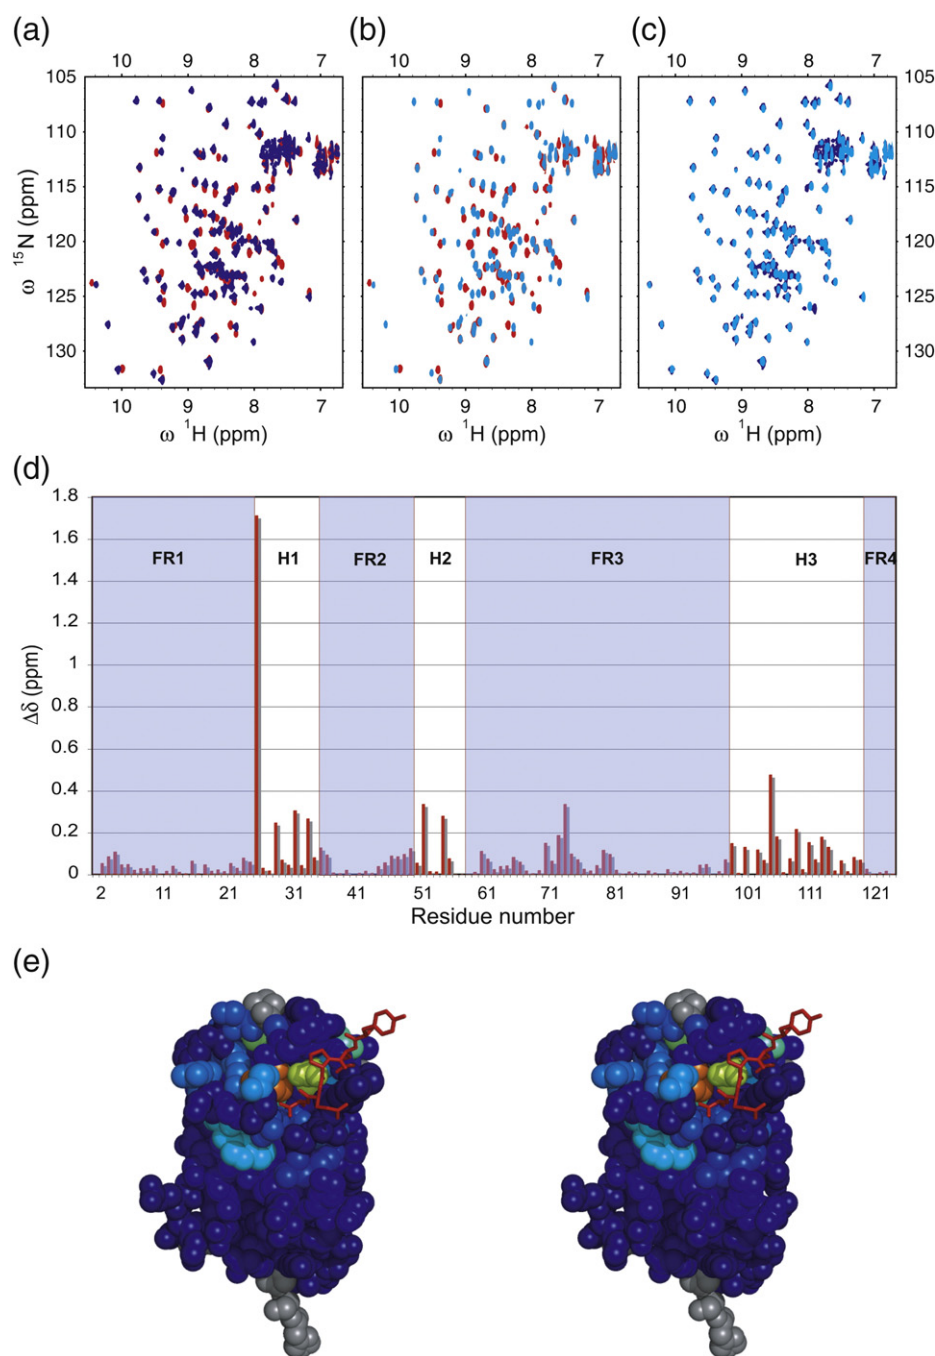 (a) (b) (c)
10 9 8 7 10 9 8 7 10 9 8 7
105 105
110 110
115 115
120 120
125 125
130 130
ω ¹⁵N (ppm)
10 9 8 7 10 9 8 7 10 9 8 7
ω ¹H (ppm) ω ¹H (ppm) ω ¹H (ppm)
(d)
1.8
1.6
1.4
1.2
1
0.8
0.6
0.4
0.2
0
Δδ (ppm)
FR1 H1 FR2 H2 FR3 H3 FR4
2 11 21 31 41 51 61 71 81 91 101 111 121
Residue number
(e)